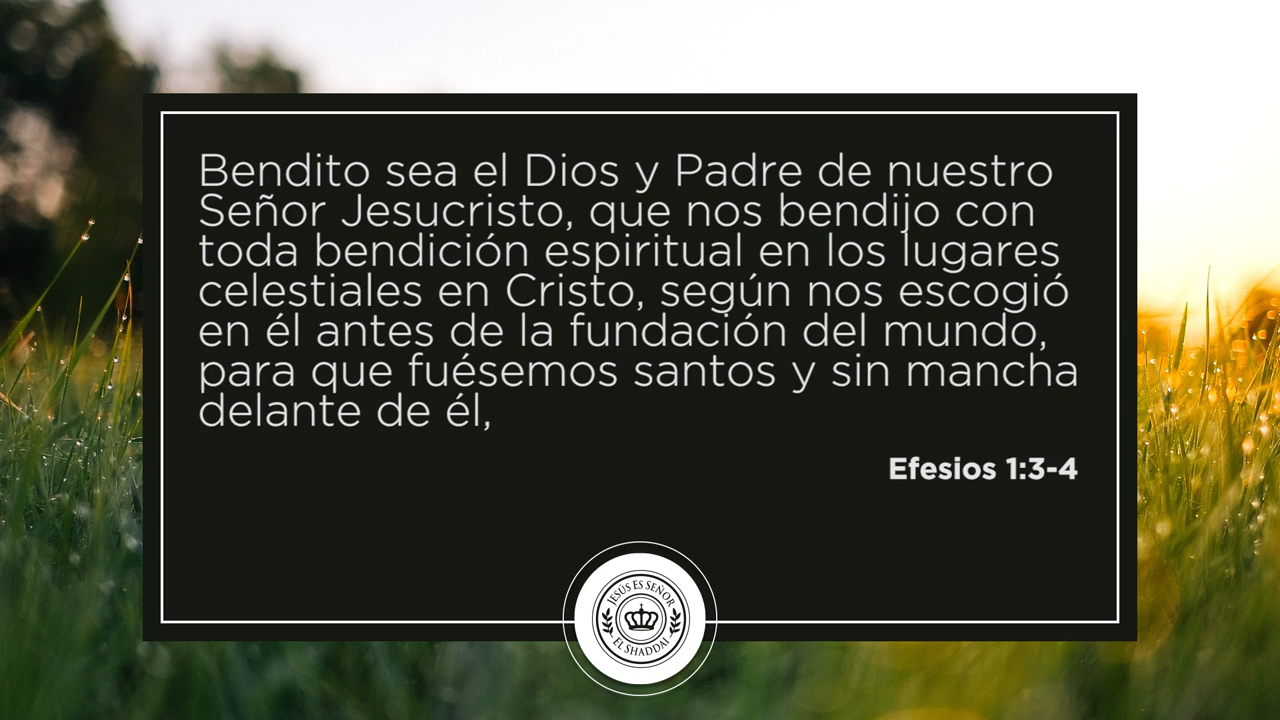 Bendito sea el Dios y Padre de nuestro
Señor Jesucristo, que nos bendijo con
toda bendición espiritual en los lugares
celestiales en Cristo, según nos escogió
en él antes de la fundación del mundo,
para que fuésemos santos y sin mancha
delante de él,
Efesios 1:3-4
JESÚS ES SEÑOR
EL SHADDAI